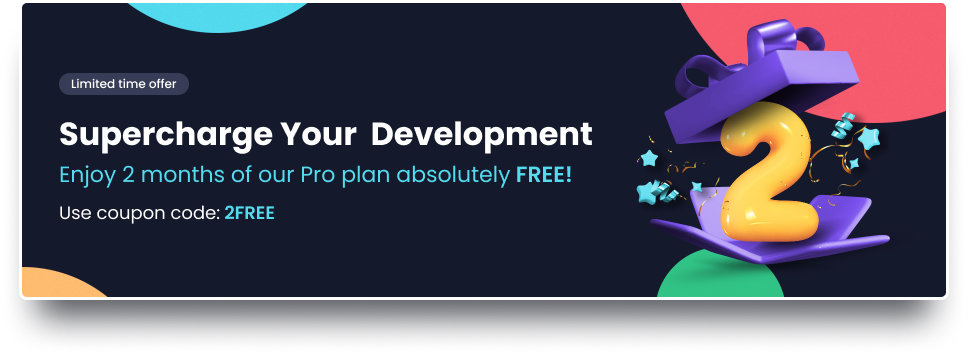 Limited time offer
Supercharge Your Development
Enjoy 2 months of our Pro plan absolutely FREE!
Use coupon code: 2FREE
2